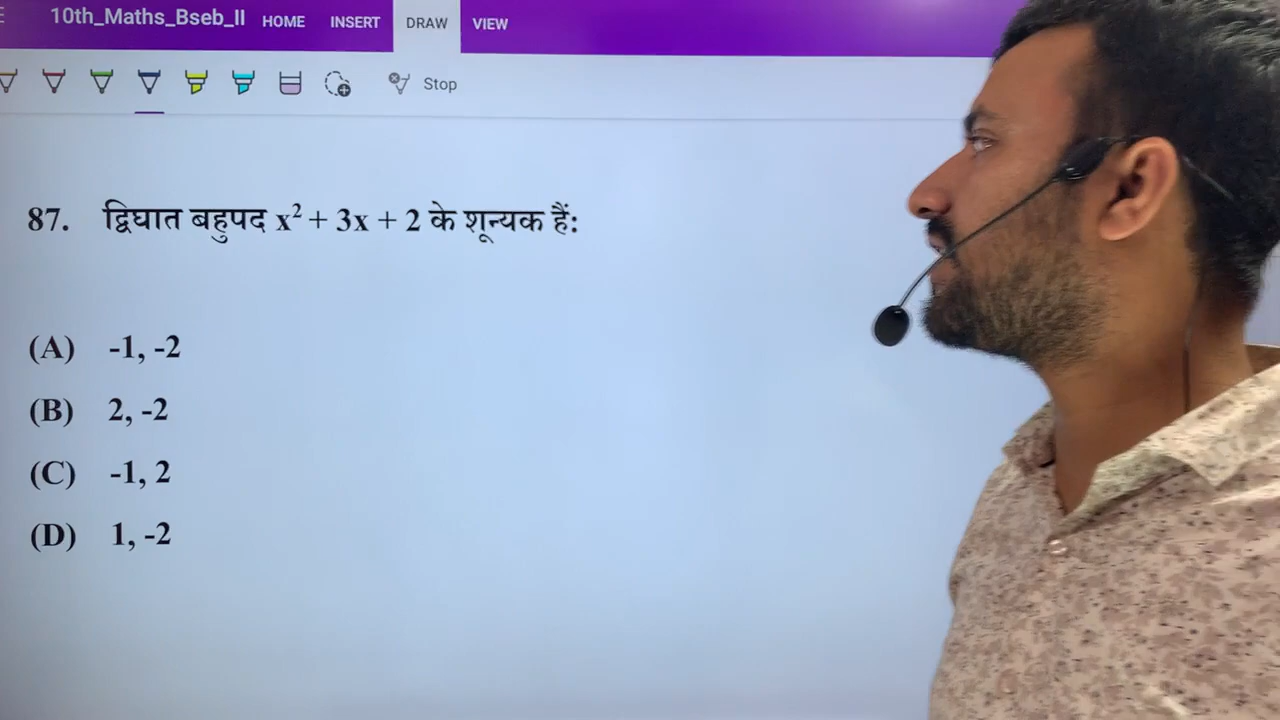 10th_Maths_Bseb_II HOME INSERT DRAW VIEW
Stop
87. द्विघात बहुपद x² + 3x + 2 के शून्यक हैं:
(A) -1, -2
(B) 2, -2
(C) -1, 2
(D) 1, -2